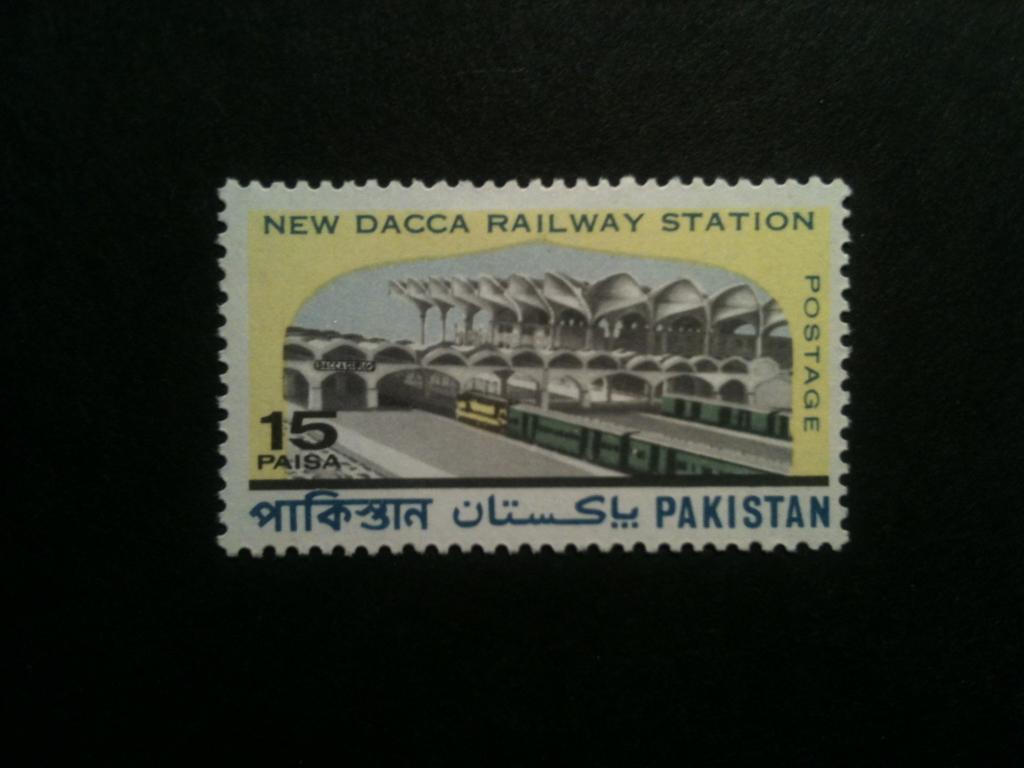 NEW DACCA RAILWAY STATION
POSTAGE
15
PAISA
পাকিস্তান پاکستان PAKISTAN